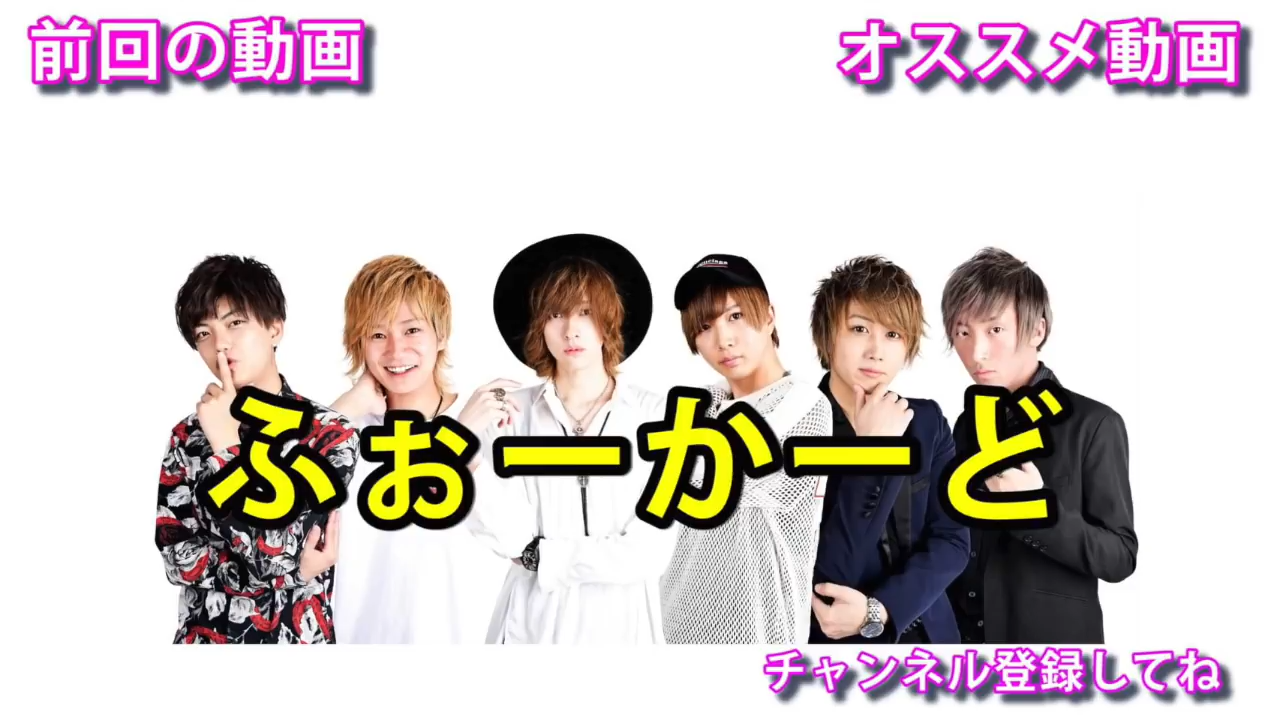 前回の動画
オススメ動画
ふぉーかーど
チャンネル登録してね